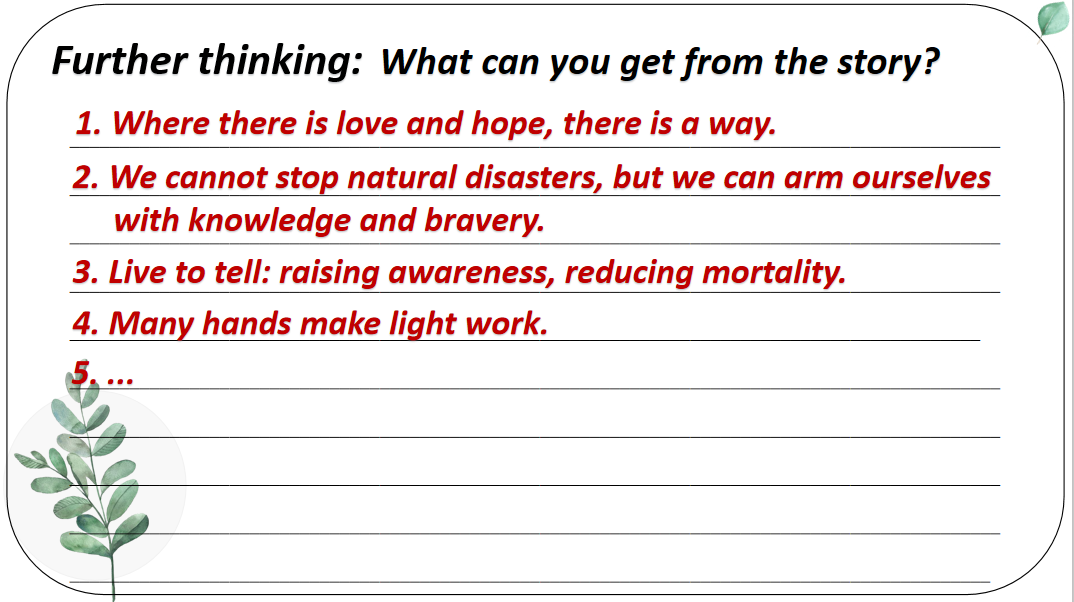 Further thinking: What can you get from the story?
1. Where there is love and hope, there is a way.
2. We cannot stop natural disasters, but we can arm ourselves
with knowledge and bravery.
3. Live to tell: raising awareness, reducing mortality.
4. Many hands make light work.
5. ...